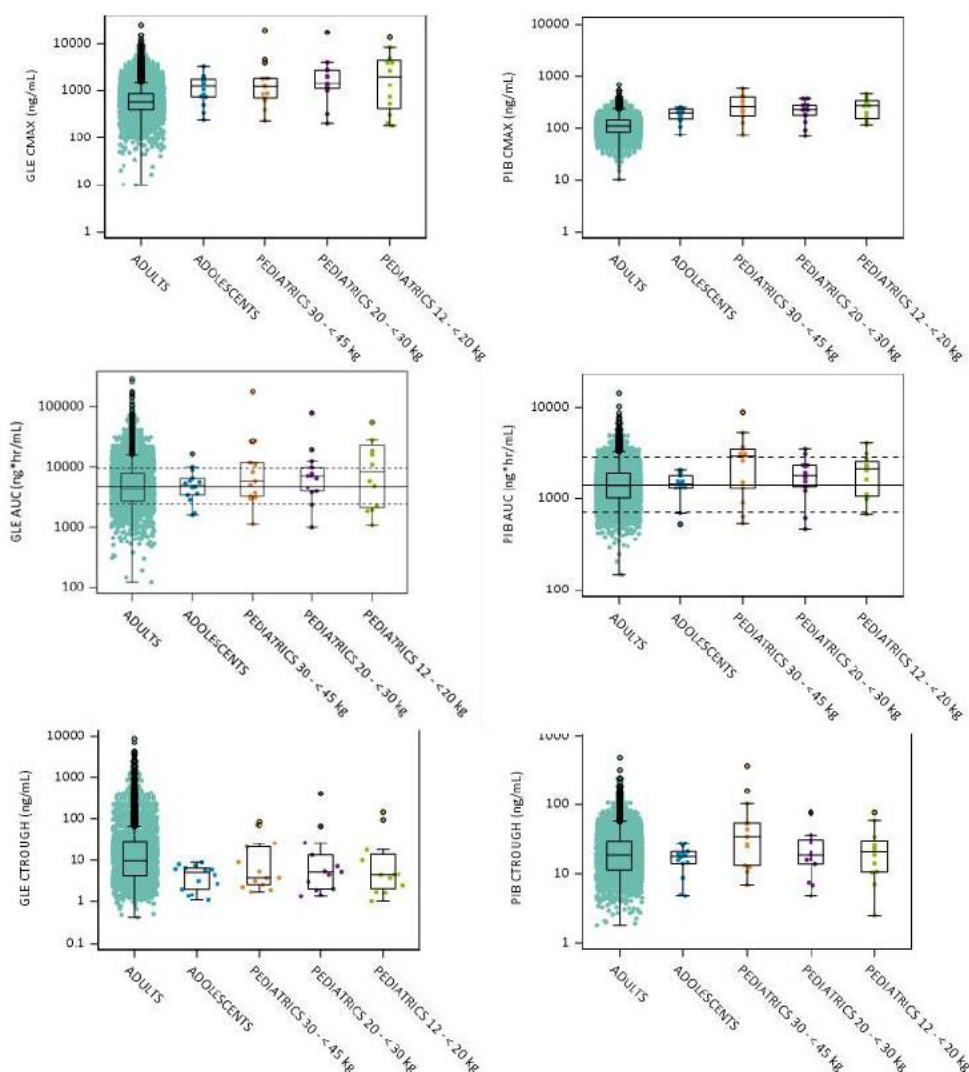 GLE CMAX (ng/mL)
10000
1000
100
10
1
ADULTS
ADOLESCENTS
PEDIATRICS 30 - < 45 kg
PEDIATRICS 20 - < 30 kg
PEDIATRICS 12 - < 20 kg
PIB CMAX (ng/mL)
10000
1000
100
10
1
ADULTS
ADOLESCENTS
PEDIATRICS 30 - < 45 kg
PEDIATRICS 20 - < 30 kg
PEDIATRICS 12 - < 20 kg
GLE AUC (ng*hr/mL)
100000
10000
1000
100
ADULTS
ADOLESCENTS
PEDIATRICS 30 - < 45 kg
PEDIATRICS 20 - < 30 kg
PEDIATRICS 12 - < 20 kg
PIB AUC (ng*hr/mL)
10000
1000
100
ADULTS
ADOLESCENTS
PEDIATRICS 30 - < 45 kg
PEDIATRICS 20 - < 30 kg
PEDIATRICS 12 - < 20 kg
GLE CTROUGH (ng/mL)
10000
1000
100
10
1
0.1
ADULTS
ADOLESCENTS
PEDIATRICS 30 - < 45 kg
PEDIATRICS 20 - < 30 kg
PEDIATRICS 12 - < 20 kg
PIB CTROUGH (ng/mL)
1000
100
10
1
ADULTS
ADOLESCENTS
PEDIATRICS 30 - < 45 kg
PEDIATRICS 20 - < 30 kg
PEDIATRICS 12 - < 20 kg